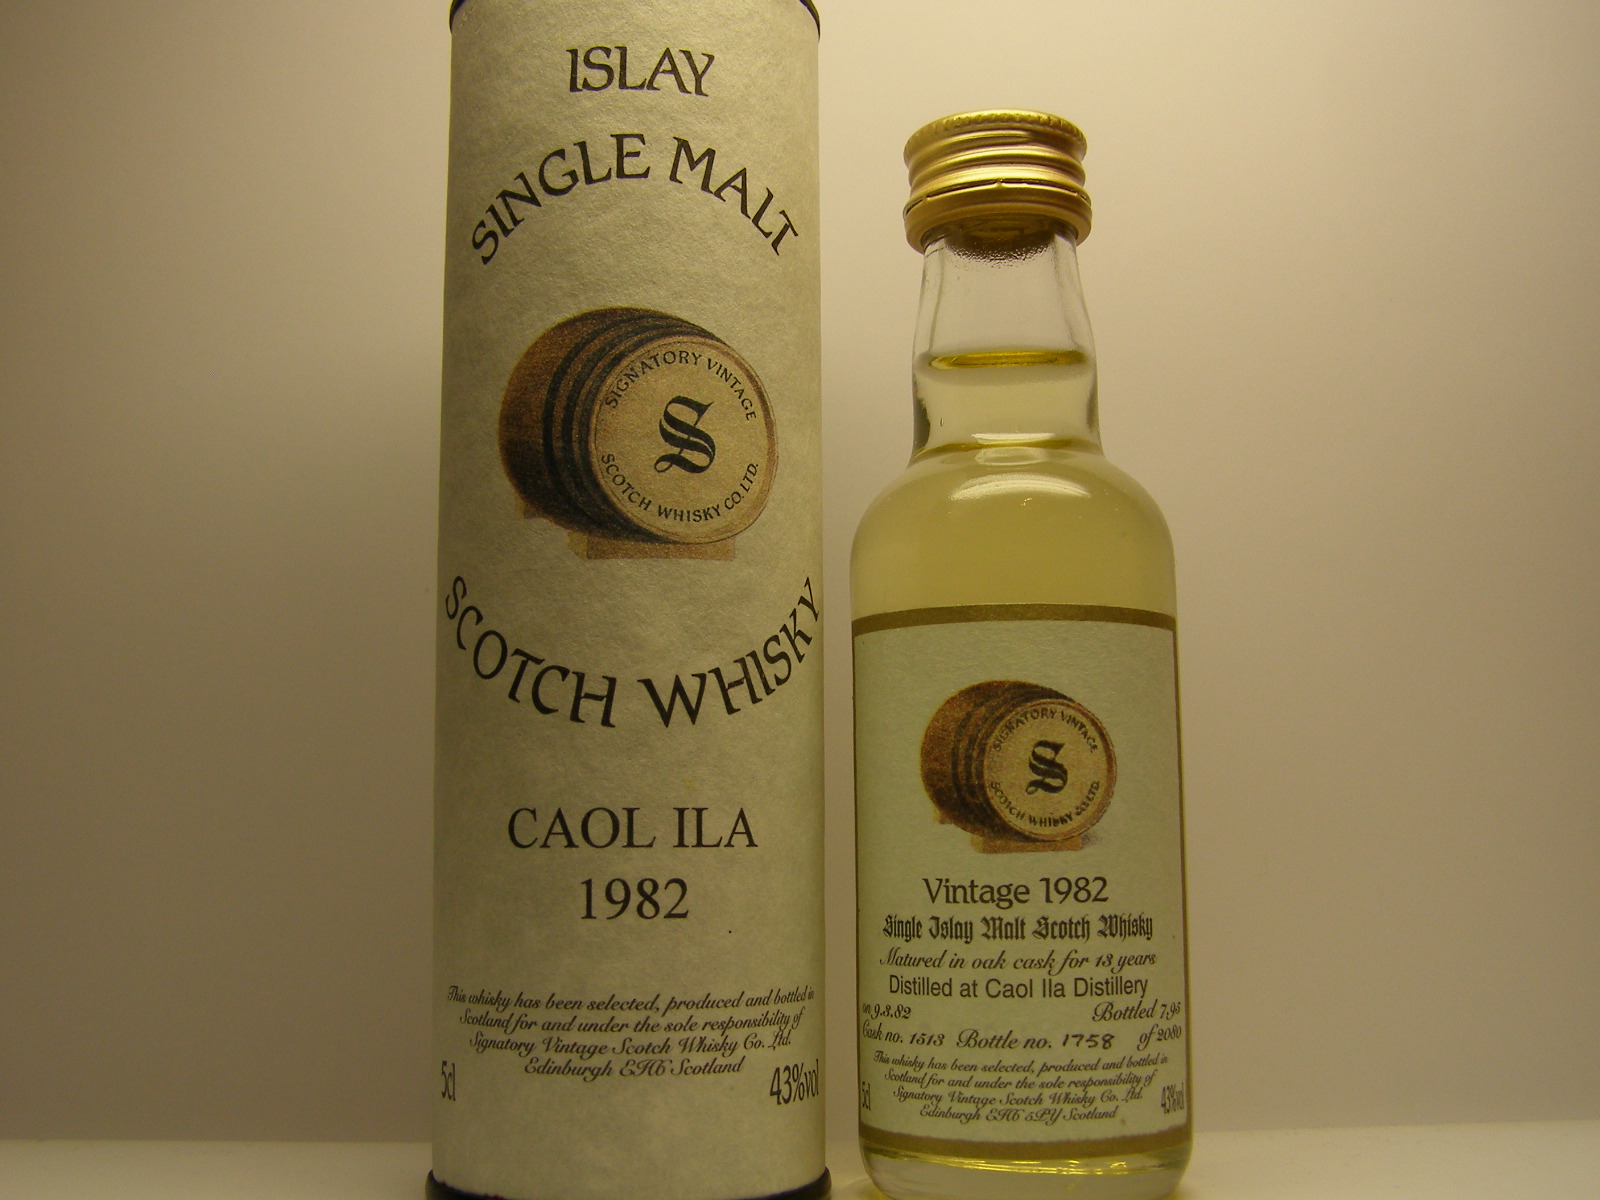 ISLAY
SINGLE MALT
SIGNATORY VINTAGE
S
SCOTCH WHISKY CO. LTD.
SCOTCH WHISKY
CAOL ILA
1982
This whisky has been selected, produced and bottled in
Scotland for and under the sole responsibility of
Signatory Vintage Scotch Whisky Co. Ltd.
Edinburgh EH6 Scotland
5cl 43%vol
SIGNATORY VINTAGE
S
SCOTCH WHISKY CO. LTD.
Vintage 1982
Single Islay Malt Scotch Whisky
Matured in oak cask for 13 years
Distilled at Caol Ila Distillery
on 9.3.82 Bottled 7.95
Cask no. 1513 Bottle no. 1758 of 2080
This whisky has been selected, produced and bottled in
Scotland for and under the sole responsibility of
Signatory Vintage Scotch Whisky Co. Ltd.
Edinburgh EH6 5PY Scotland
5cl 43%vol